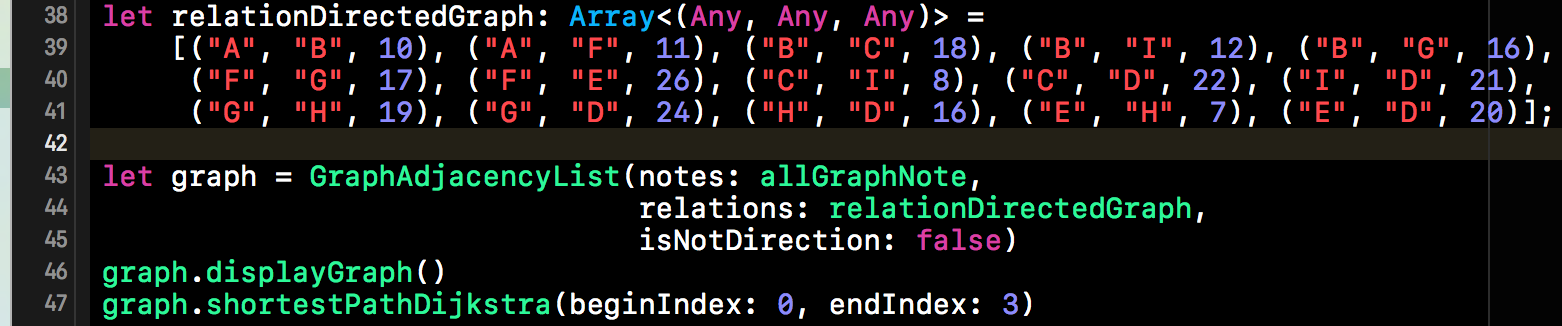 38 let relationDirectedGraph: Array<(Any, Any, Any)> =
39 [("A", "B", 10), ("A", "F", 11), ("B", "C", 18), ("B", "I", 12), ("B", "G", 16),
40 ("F", "G", 17), ("F", "E", 26), ("C", "I", 8), ("C", "D", 22), ("I", "D", 21),
41 ("G", "H", 19), ("G", "D", 24), ("H", "D", 16), ("E", "H", 7), ("E", "D", 20)];
42
43 let graph = GraphAdjacencyList(notes: allGraphNote,
44 relations: relationDirectedGraph,
45 isNotDirection: false)
46 graph.displayGraph()
47 graph.shortestPathDijkstra(beginIndex: 0, endIndex: 3)